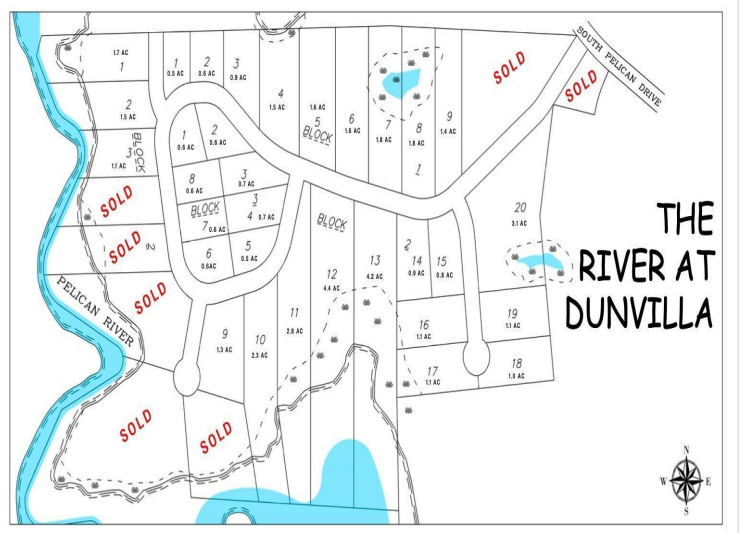 SOUTH PELICAN DRIVE
1.7 AC
1
1
0.5 AC
2
0.6 AC
3
0.9 AC
SOLD
SOLD
4
1.5 AC
1.6 AC
5
BLOCK
6
1.6 AC
7
1.8 AC
8
1.8 AC
9
1.4 AC
1
2
1.5 AC
BLOCK
3
1.1 AC
1
0.6 AC
2
0.6 AC
8
0.6 AC
3
0.7 AC
BLOCK
3
7 0.6 AC
4 0.7 AC
6
0.6AC
5
0.5 AC
SOLD
SOLD
2
SOLD
PELICAN RIVER
BLOCK
2
20
3.1 AC
THE
RIVER AT
DUNVILLA
12
4.4 AC
13
4.2 AC
14
0.9 AC
15
0.8 AC
9
1.3 AC
10
2.3 AC
11
2.8 AC
16
1.1 AC
19
1.1 AC
17
1.1 AC
18
1.0 AC
SOLD
SOLD
N
W
E
S